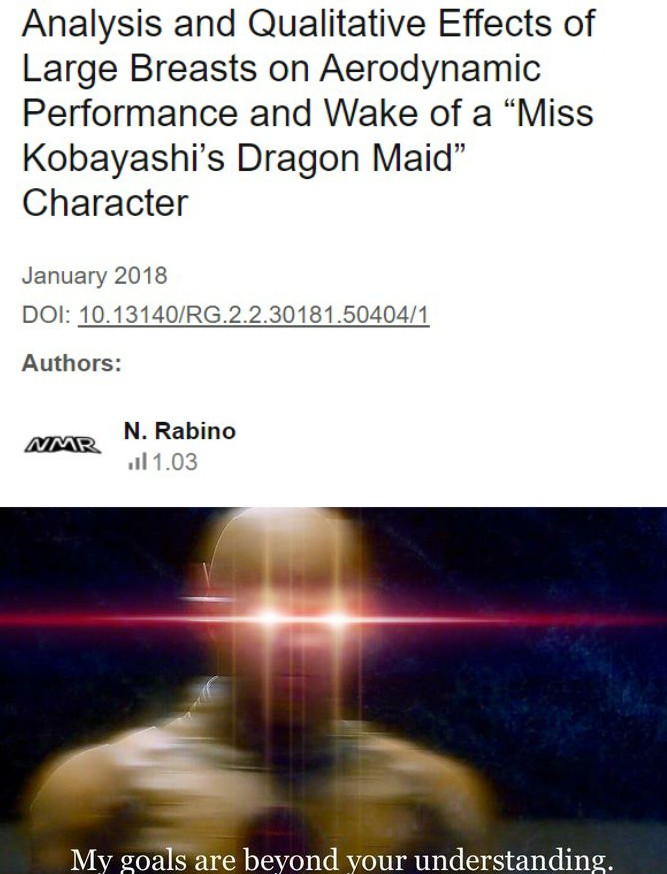 Analysis and Qualitative Effects of
Large Breasts on Aerodynamic
Performance and Wake of a “Miss
Kobayashi’s Dragon Maid”
Character
January 2018
DOI: 10.13140/RG.2.2.30181.50404/1
Authors:
NMR
N. Rabino
1.03
My goals are beyond your understanding.